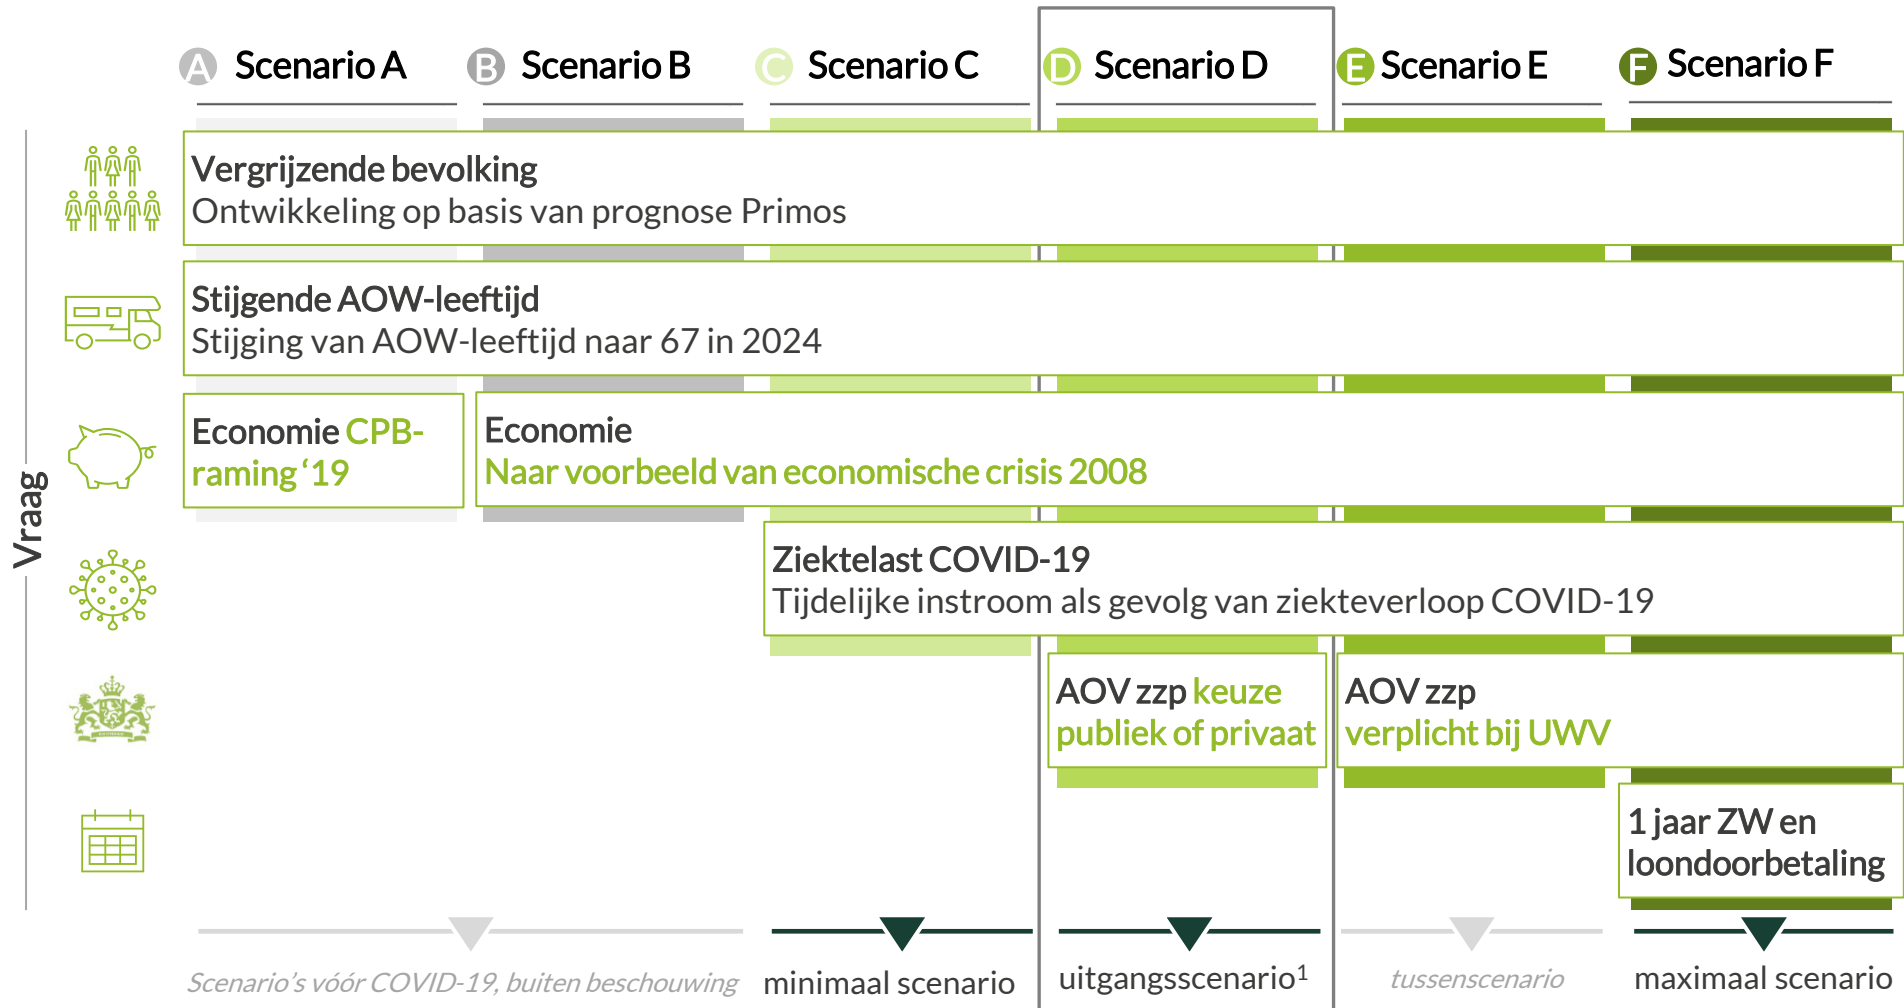 A Scenario A
B Scenario B
C Scenario C
D Scenario D
E Scenario E
F Scenario F
Vraag
Vergrijzende bevolking
Ontwikkeling op basis van prognose Primos
Stijgende AOW-leeftijd
Stijging van AOW-leeftijd naar 67 in 2024
Economie CPB-
raming ‘19
Economie
Naar voorbeeld van economische crisis 2008
Ziektelast COVID-19
Tijdelijke instroom als gevolg van ziekteverloop COVID-19
AOV zzp keuze
publiek of privaat
AOV zzp
verplicht bij UWV
1 jaar ZW en
loondoorbetaling
Scenario’s vóór COVID-19, buiten beschouwing
minimaal scenario
uitgangsscenario¹
tussenscenario
maximaal scenario